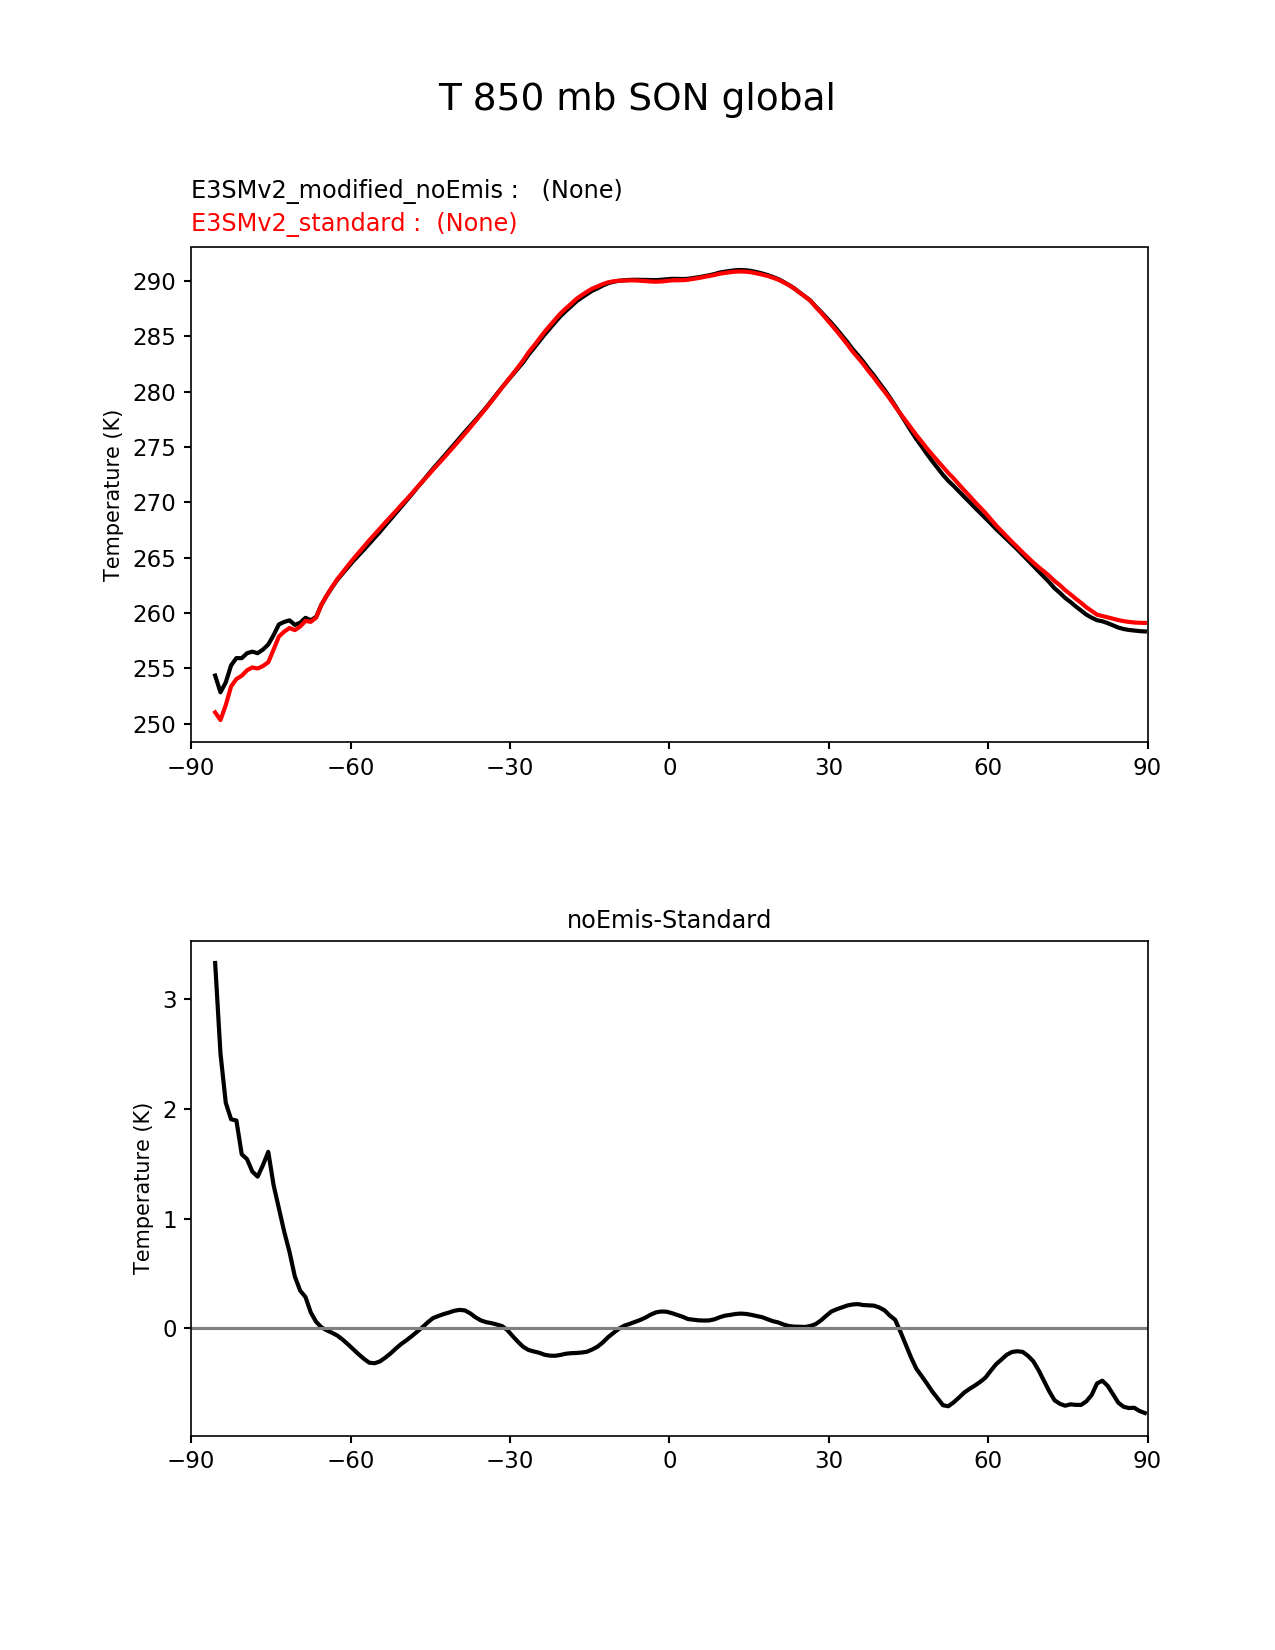 T 850 mb SON global
E3SMv2_modified_noEmis :   (None)
E3SMv2_standard :  (None)
Temperature (K)
290
285
280
275
270
265
260
255
250
−90 −60 −30 0 30 60 90
noEmis-Standard
Temperature (K)
3
2
1
0
−90 −60 −30 0 30 60 90